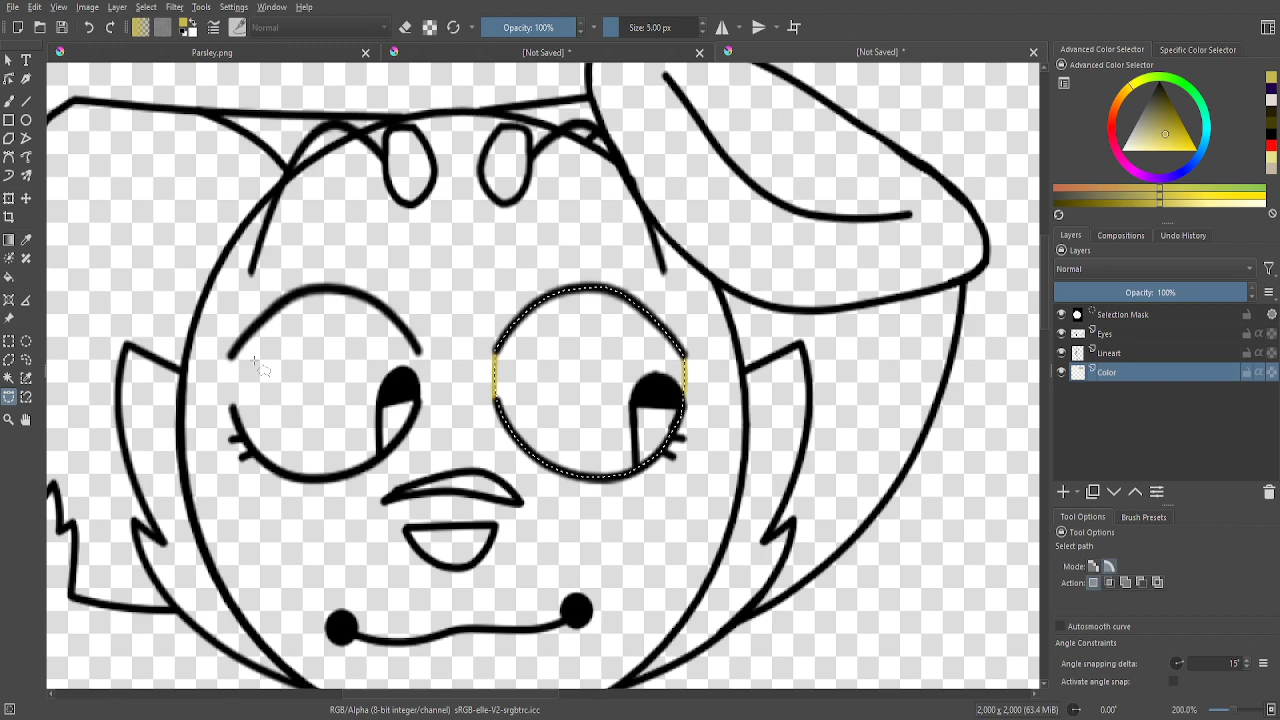 File Edit View Image Layer Select Filter Tools Settings Window Help
Normal Opacity: 100% Size: 5.00 px
Parsley.png [Not Saved] * [Not Saved] *
Advanced Color Selector Specific Color Selector
Advanced Color Selector
Layers Compositions Undo History
Layers
Normal
Opacity: 100%
Selection Mask
Eyes
Lineart
Color
Tool Options Brush Presets
Tool Options
Select path
Mode:
Action:
Autosmooth curve
Angle Constraints
Angle snapping delta: 15°
Activate angle snap:
RGB/Alpha (8-bit integer/channel) sRGB-elle-V2-srgbtrc.icc 2,000 x 2,000 (63.4 MiB) 0.00° 200.0%